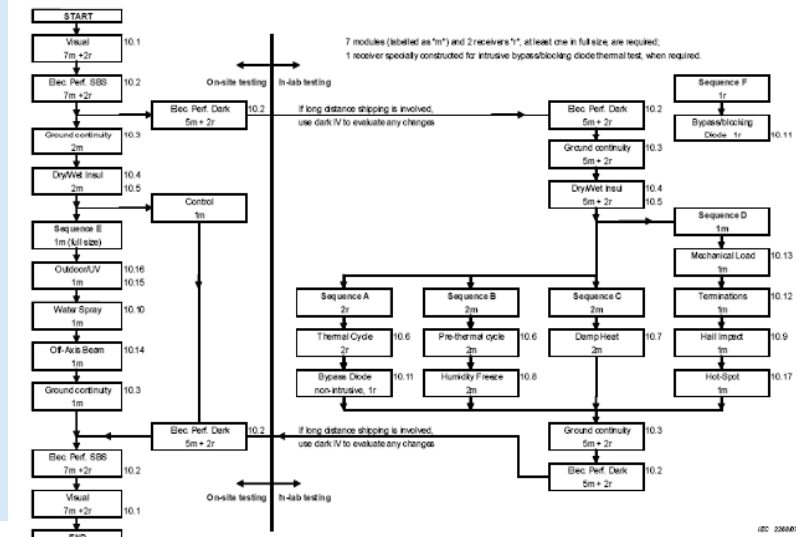 START
7 modules (labelled as "m") and 2 receivers "r", at least one in full size, are required;
1 receiver specially constructed for intrusive bypass/blocking diode thermal test, when required.
Visual
7m +2r
10.1
On-site testing
In-lab testing
Elec. Perf. SBS
7m +2r
10.2
Elec. Perf. Dark
5m + 2r
10.2
If long distance shipping is involved,
use dark IV to evaluate any changes
Elec. Perf. Dark
5m + 2r
10.2
Sequence F
1r
Bypass/blocking
Diode 1r
10.11
Ground continuity
2m
10.3
Ground continuity
5m + 2r
10.3
Dry/Wet Insul
2m
10.4
10.5
Dry/Wet Insul
5m + 2r
10.4
10.5
Control
1m
Sequence E
1m (full size)
Sequence D
1m
Outdoor/UV
1m
10.16
10.15
Mechanical Load
1m
10.13
Water Spray
1m
10.10
Sequence A
2r
Sequence B
2m
Sequence C
2m
Terminations
1m
10.12
Off-Axis Beam
1m
10.14
Thermal Cycle
2r
10.6
Pre-thermal cycle
2m
10.6
Damp Heat
2m
10.7
Hail Impact
1m
10.9
Ground continuity
1m
10.3
Bypass Diode
non-intrusive, 1r
10.11
Humidity Freeze
2m
10.8
Hot-Spot
1m
10.17
Elec. Perf. Dark
5m + 2r
10.2
If long distance shipping is involved,
use dark IV to evaluate any changes
Ground continuity
5m + 2r
10.3
Elec. Perf. SBS
7m +2r
10.2
Elec. Perf. Dark
5m + 2r
10.2
Visual
7m +2r
10.1
On-site testing
In-lab testing
END
IEC